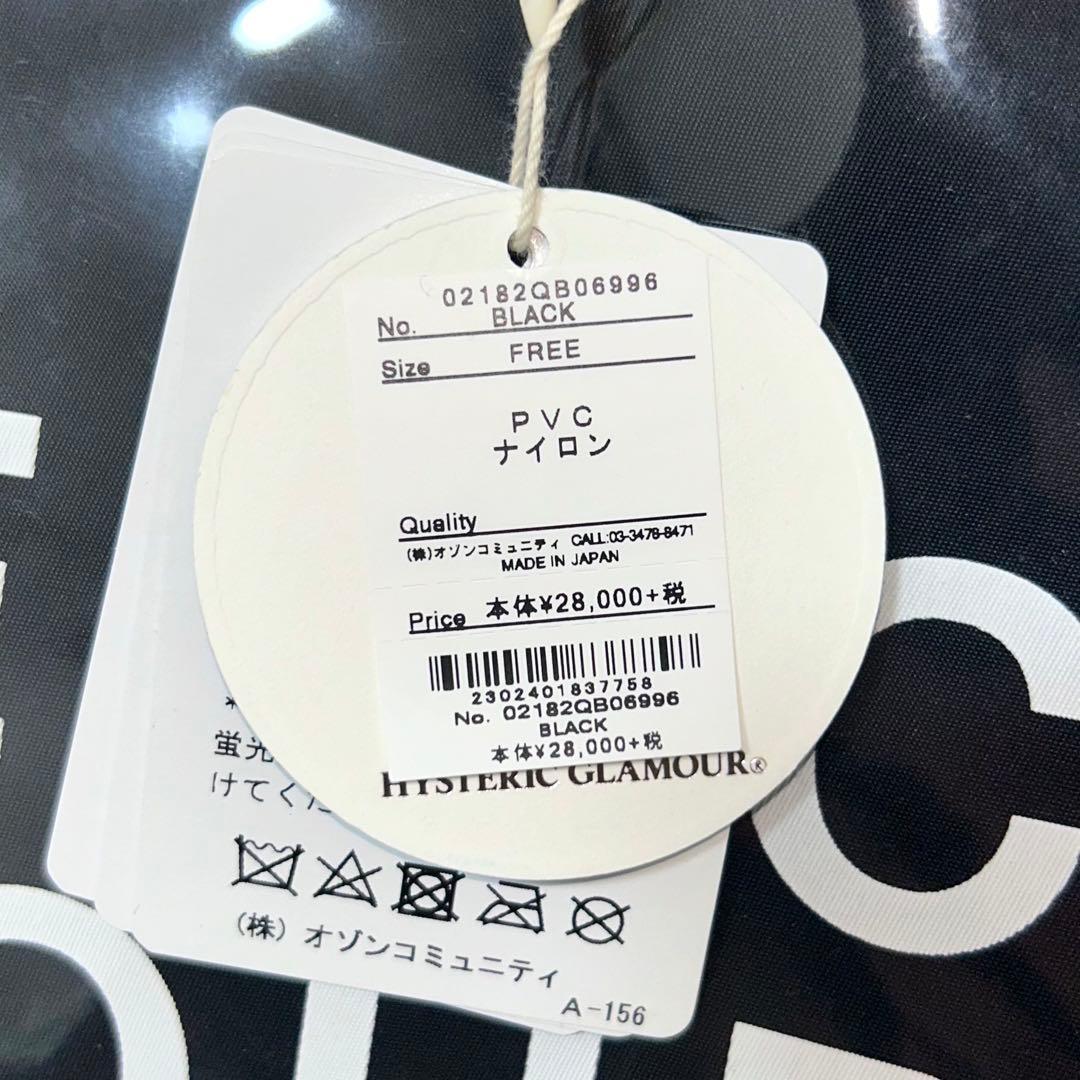 02182QB06996
No. BLACK
Size FREE
PVC
ナイロン
Quality
(株)オゾンコミュニティ CALL:03-3478-8471
MADE IN JAPAN
Price 本体¥28,000+税
2302401837758
No. 02182QB06996
BLACK
本体¥28,000+税
HYSTERIC GLAMOUR®
蛍光
けてくだ
(株) オゾンコミュニティ
A-156
C